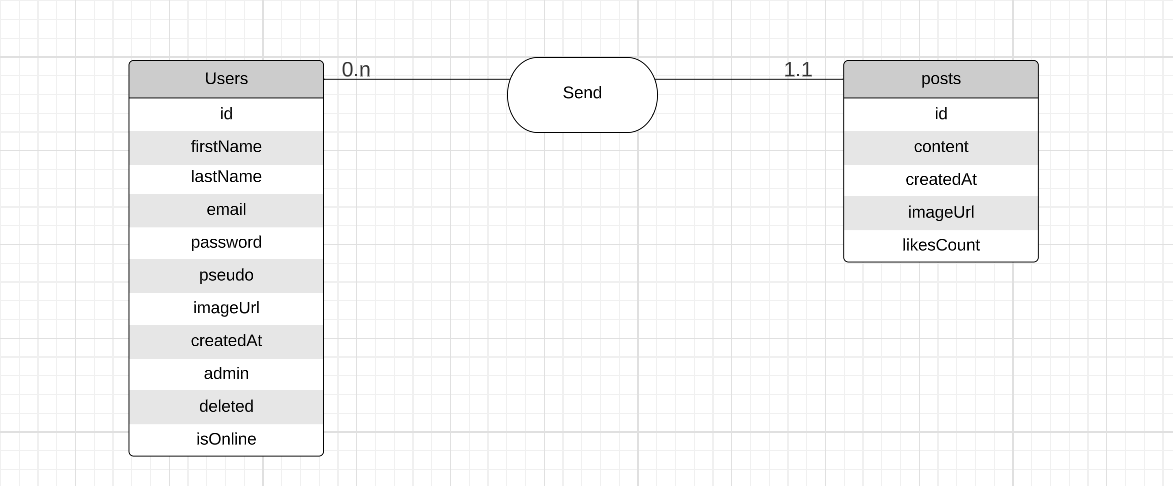 Users
id
firstName
lastName
email
password
pseudo
imageUrl
createdAt
admin
deleted
isOnline
0.n
Send
1.1
posts
id
content
createdAt
imageUrl
likesCount